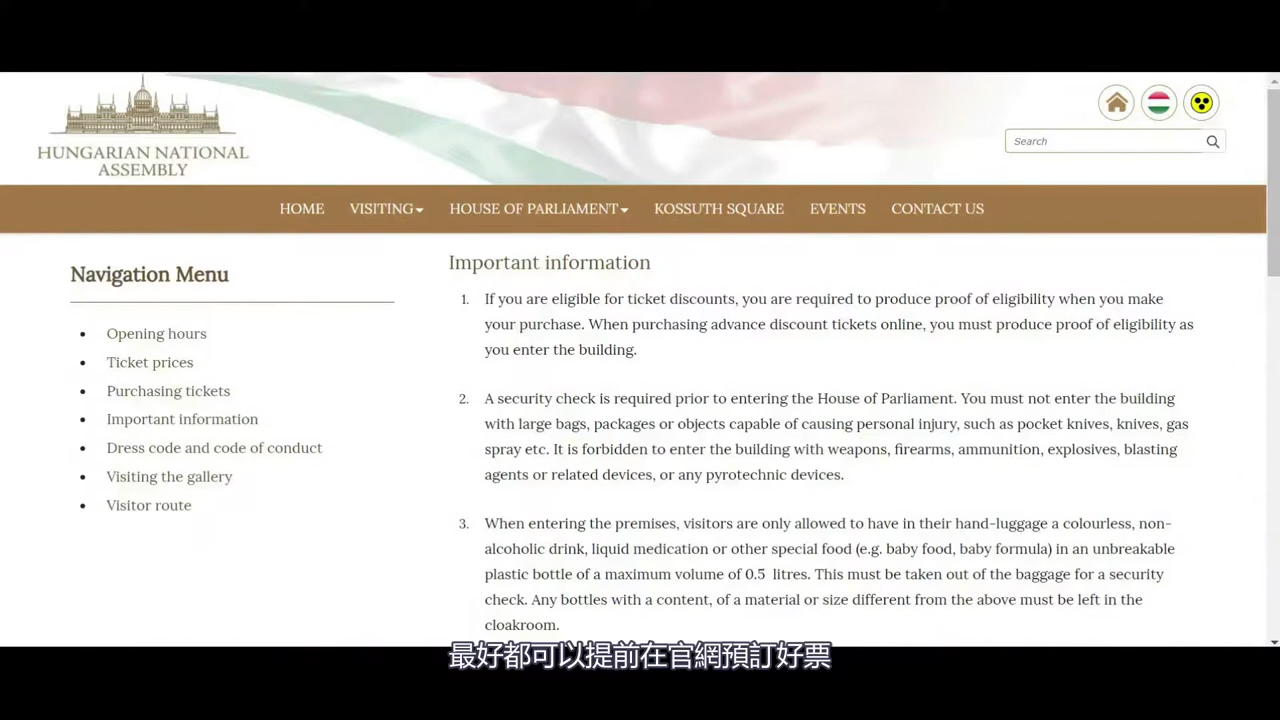 HUNGARIAN NATIONAL
ASSEMBLY
Search
HOME VISITING HOUSE OF PARLIAMENT KOSSUTH SQUARE EVENTS CONTACT US
Navigation Menu
Opening hours
Ticket prices
Purchasing tickets
Important information
Dress code and code of conduct
Visiting the gallery
Visitor route
Important information
1. If you are eligible for ticket discounts, you are required to produce proof of eligibility when you make
your purchase. When purchasing advance discount tickets online, you must produce proof of eligibility as
you enter the building.
2. A security check is required prior to entering the House of Parliament. You must not enter the building
with large bags, packages or objects capable of causing personal injury, such as pocket knives, knives, gas
spray etc. It is forbidden to enter the building with weapons, firearms, ammunition, explosives, blasting
agents or related devices, or any pyrotechnic devices.
3. When entering the premises, visitors are only allowed to have in their hand-luggage a colourless, non-
alcoholic drink, liquid medication or other special food (e.g. baby food, baby formula) in an unbreakable
plastic bottle of a maximum volume of 0.5 litres. This must be taken out of the baggage for a security
check. Any bottles with a content, of a material or size different from the above must be left in the
cloakroom.
最好都可以提前在官網預訂好票